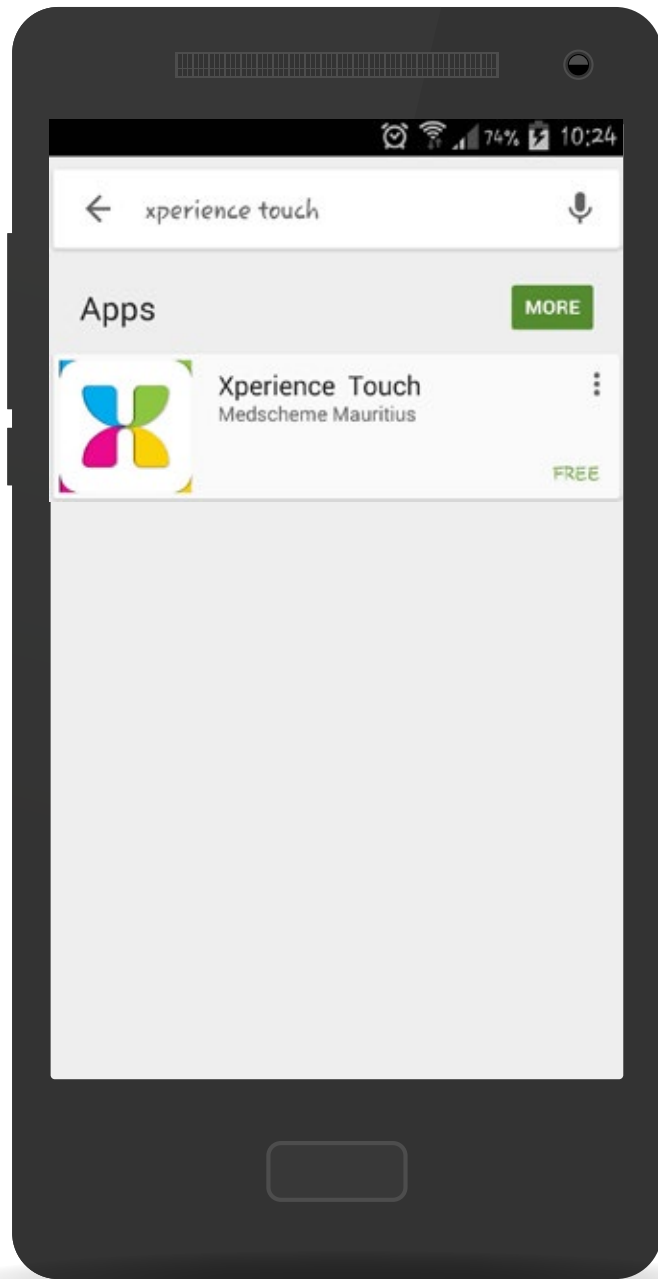 74% 10:24
xperience touch
Apps
MORE
Xperience Touch
Medscheme Mauritius
FREE